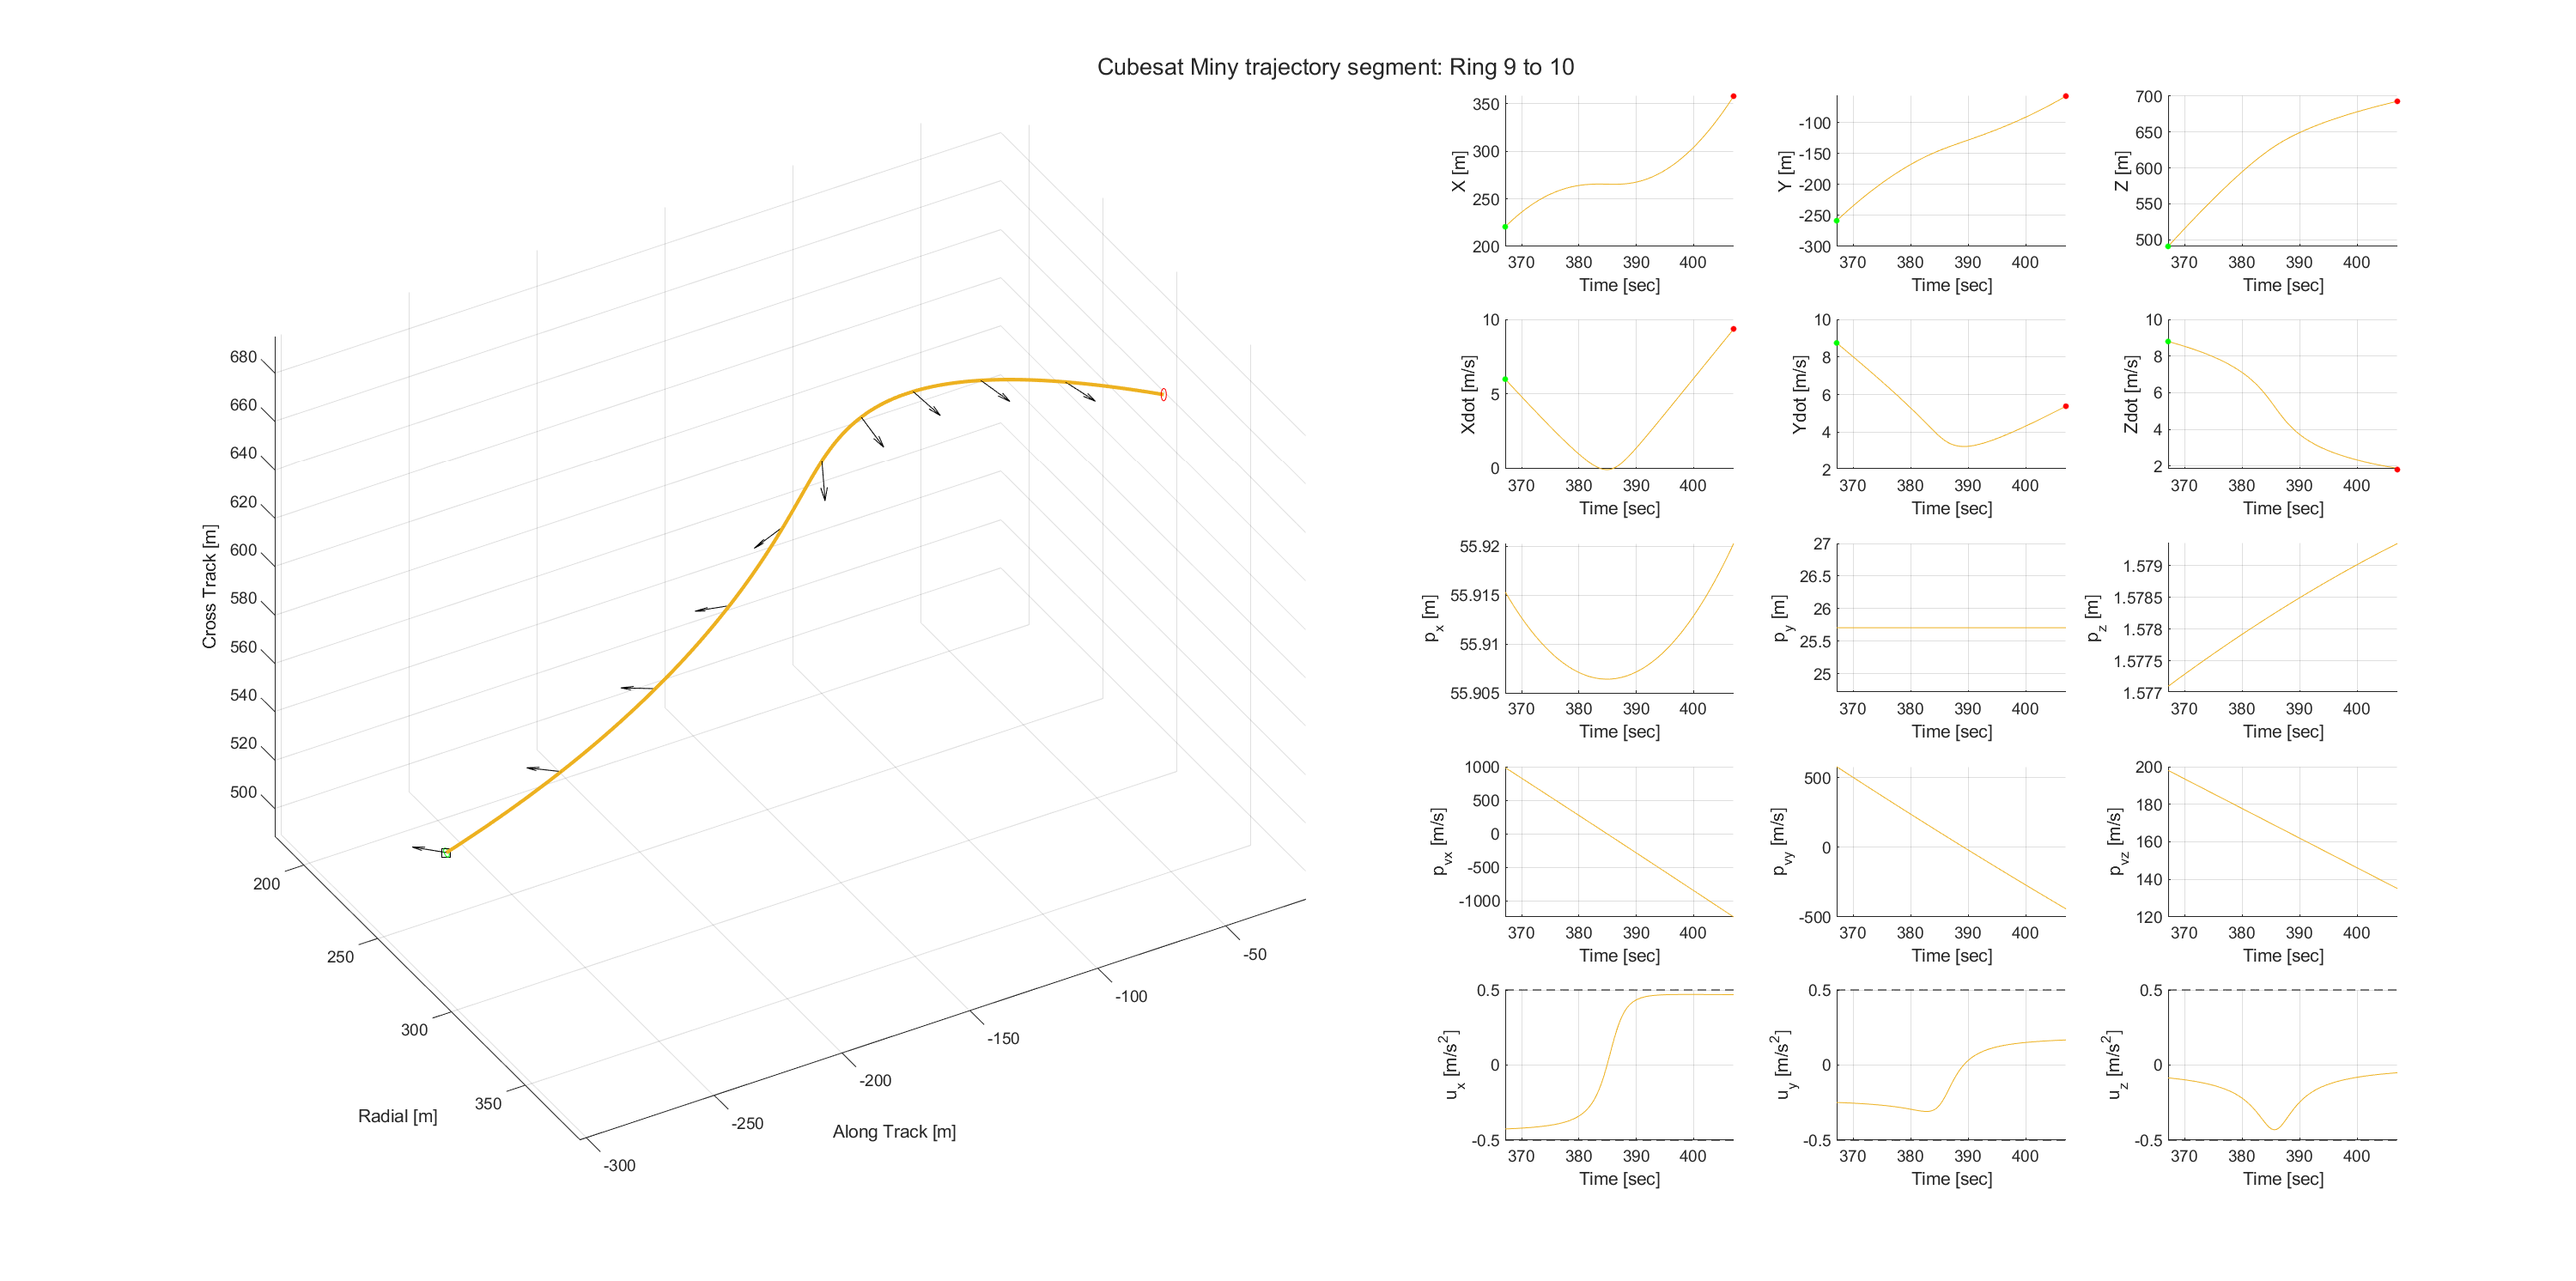 Cubesat Miny trajectory segment: Ring 9 to 10
680
660
640
620
600
580
560
540
520
500
Cross Track [m]
200
250
300
350
Radial [m]
-300
-250
-200
-150
-100
-50
Along Track [m]
350
300
250
200
X [m]
370 380 390 400
Time [sec]
-100
-150
-200
-250
-300
Y [m]
370 380 390 400
Time [sec]
700
650
600
550
500
Z [m]
370 380 390 400
Time [sec]
10
5
0
Xdot [m/s]
370 380 390 400
Time [sec]
10
8
6
4
2
Ydot [m/s]
370 380 390 400
Time [sec]
10
8
6
4
2
Zdot [m/s]
370 380 390 400
Time [sec]
55.92
55.915
55.91
55.905
p_x [m]
370 380 390 400
Time [sec]
27
26.5
26
25.5
25
p_y [m]
370 380 390 400
Time [sec]
1.579
1.5785
1.578
1.5775
1.577
p_z [m]
370 380 390 400
Time [sec]
1000
500
0
-500
-1000
p_vx [m/s]
370 380 390 400
Time [sec]
500
0
-500
p_vy [m/s]
370 380 390 400
Time [sec]
200
180
160
140
120
p_vz [m/s]
370 380 390 400
Time [sec]
0.5
0
-0.5
u_x [m/s²]
370 380 390 400
Time [sec]
0.5
0
-0.5
u_y [m/s²]
370 380 390 400
Time [sec]
0.5
0
-0.5
u_z [m/s²]
370 380 390 400
Time [sec]